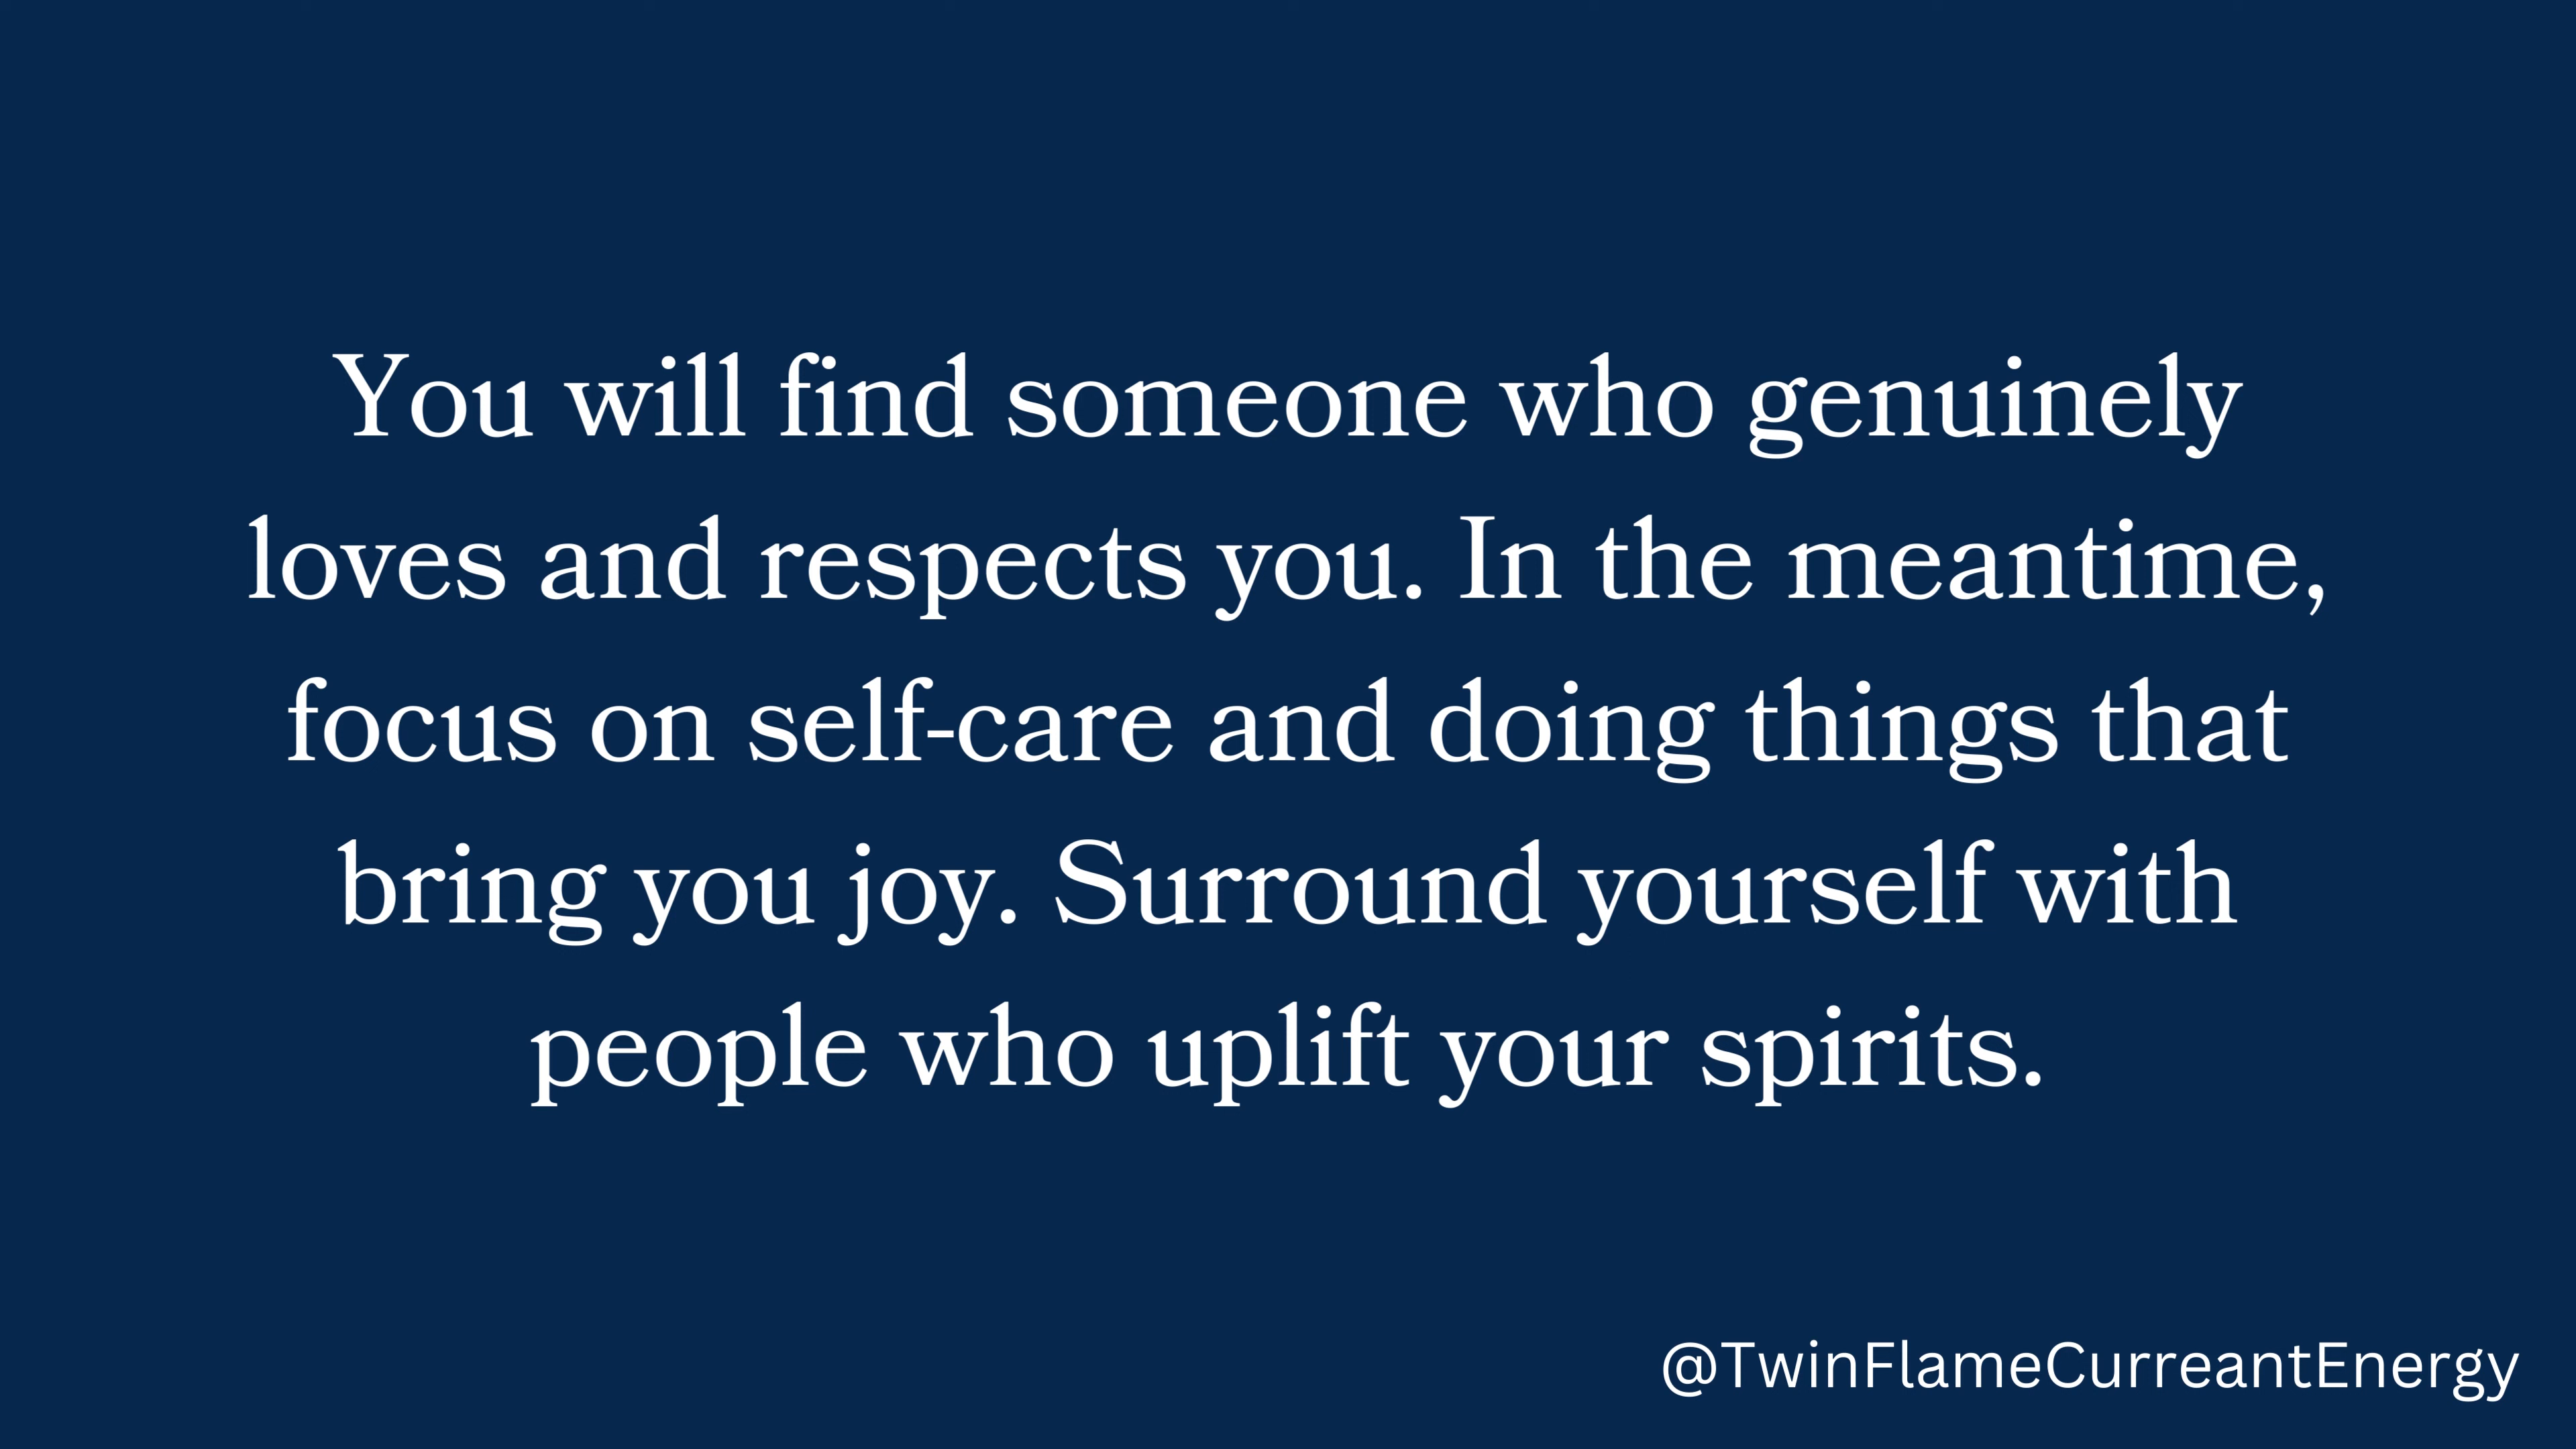 You will find someone who genuinely
loves and respects you. In the meantime,
focus on self-care and doing things that
bring you joy. Surround yourself with
people who uplift your spirits.
@TwinFlameCurreantEnergy